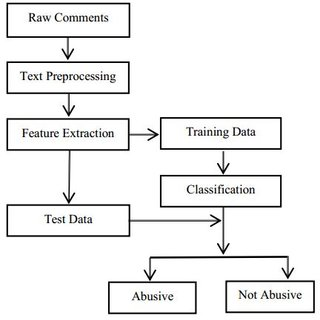 Raw Comments
Text Preprocessing
Feature Extraction
Training Data
Classification
Test Data
Abusive
Not Abusive